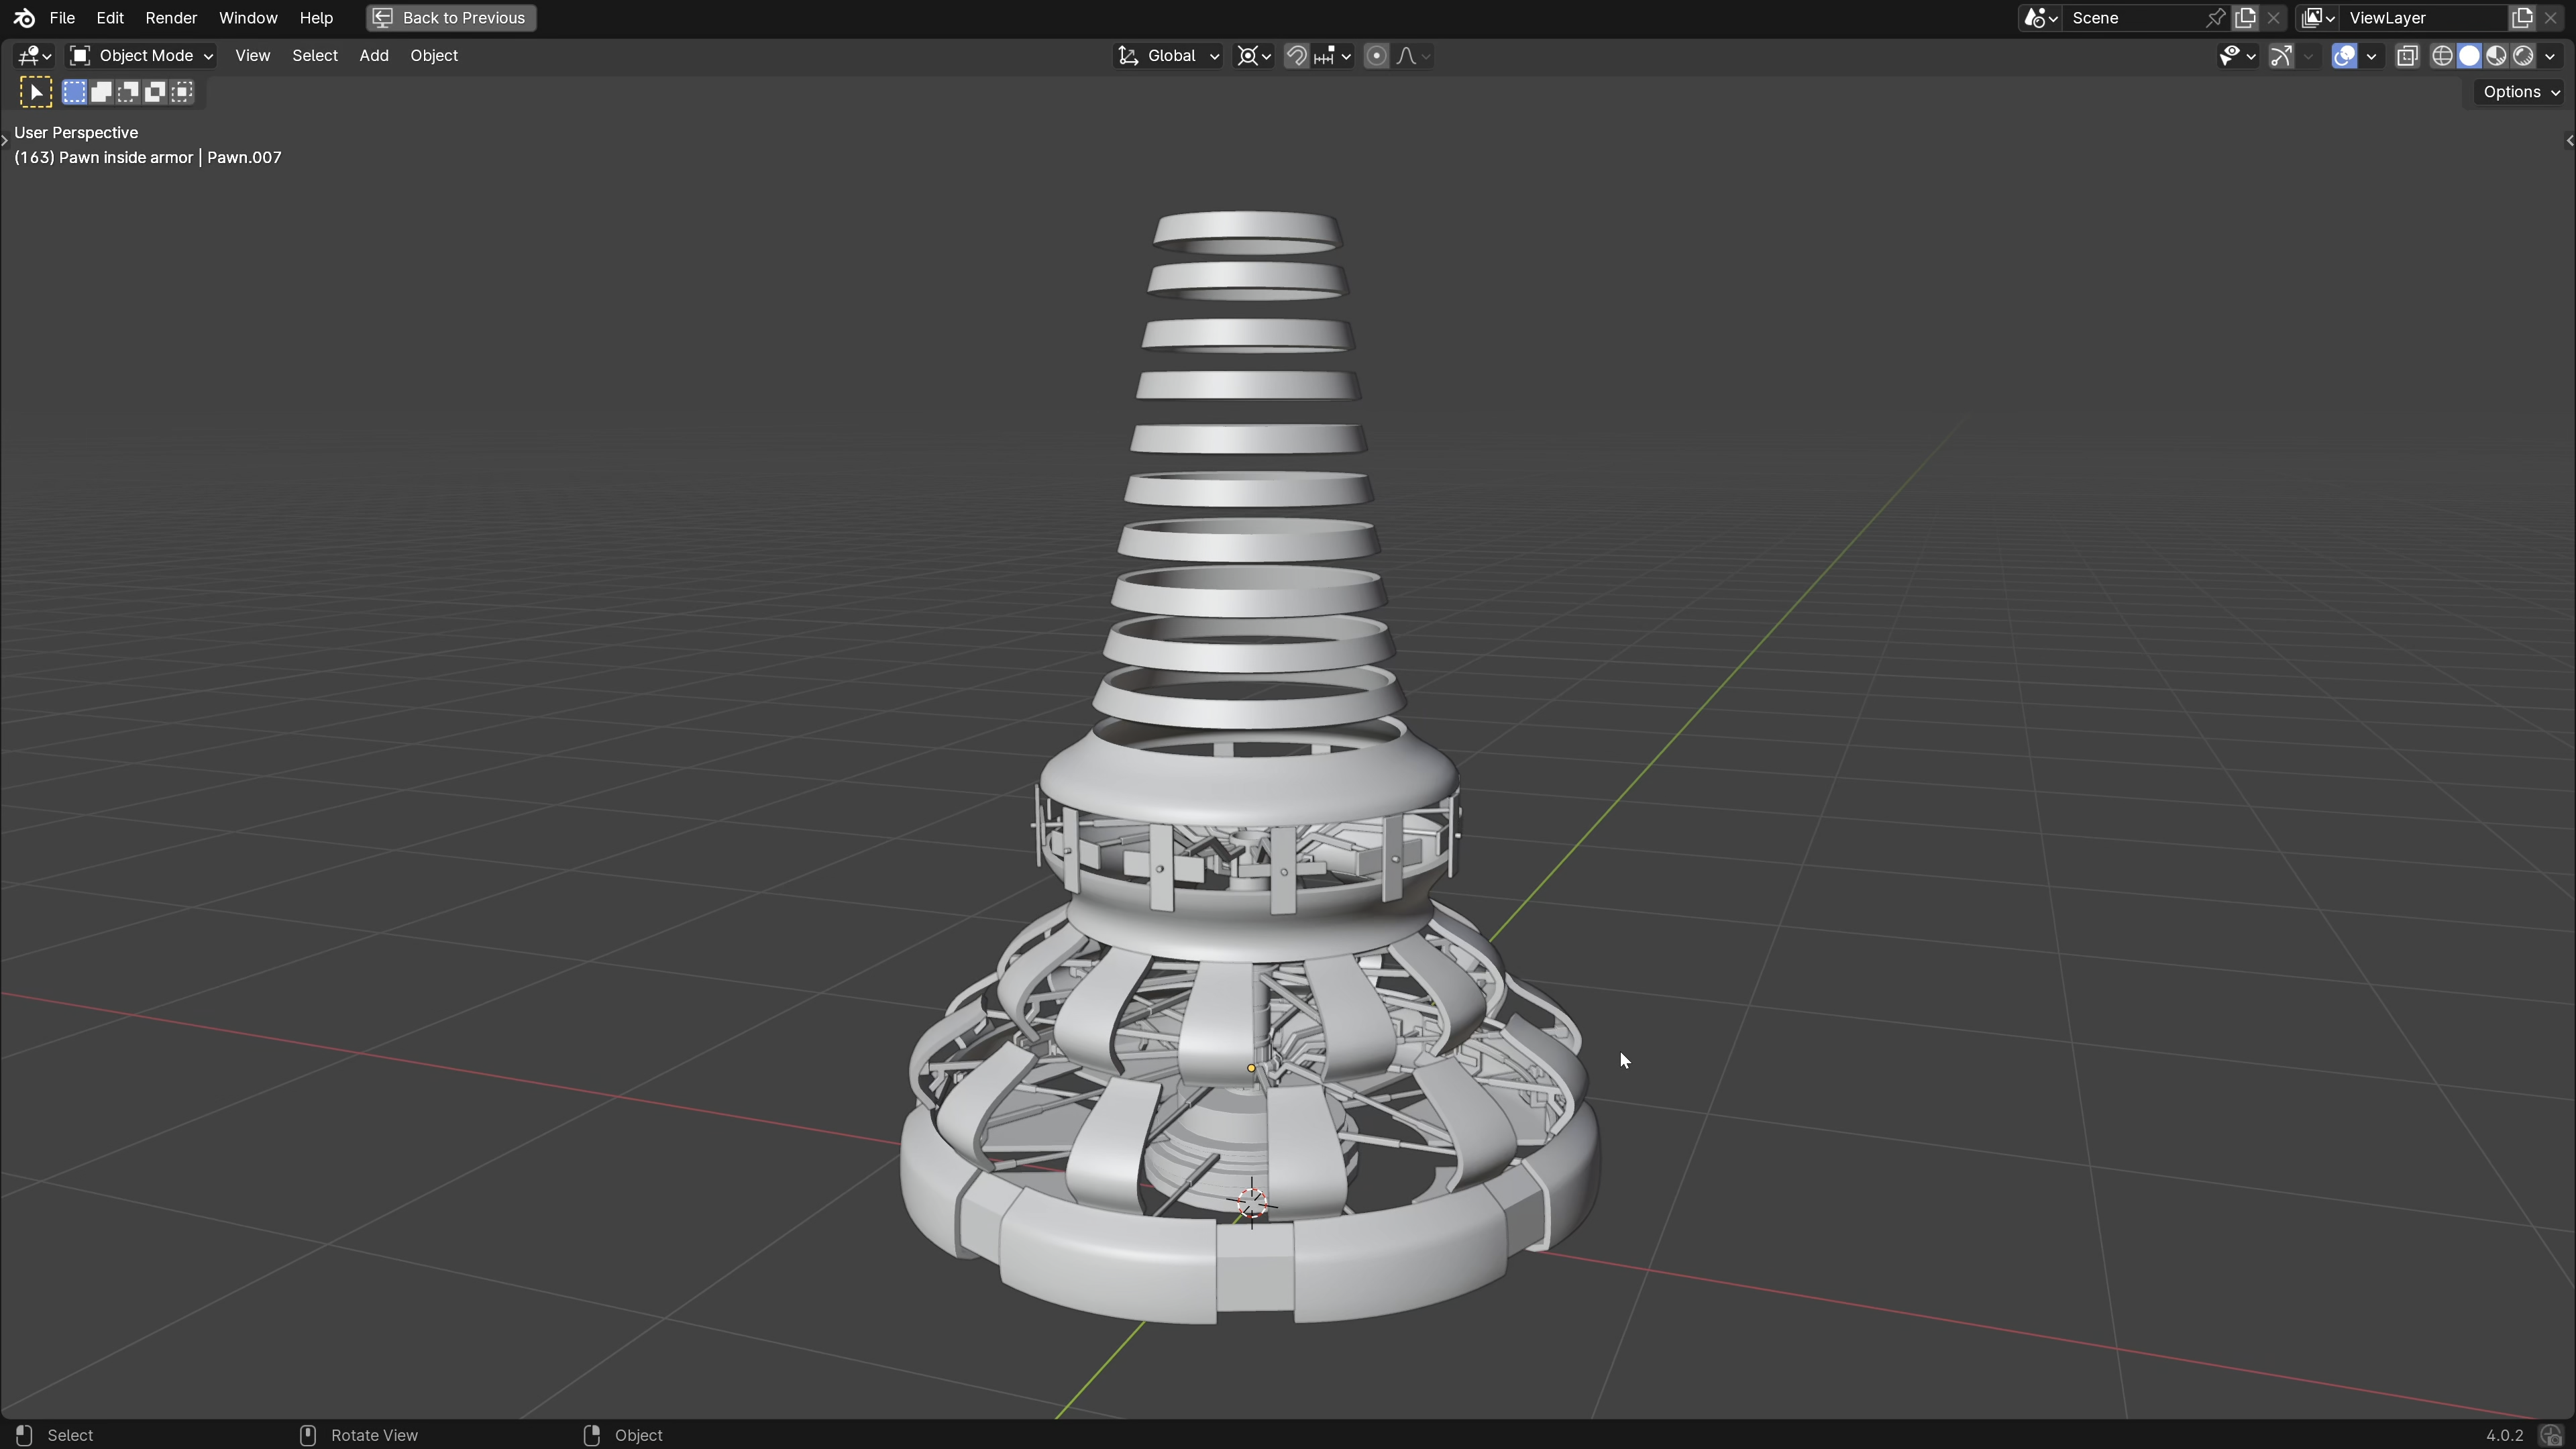 File Edit Render Window Help Back to Previous Scene ViewLayer
Object Mode View Select Add Object Global
Options
User Perspective
(163) Pawn inside armor | Pawn.007
Select Rotate View Object 4.0.2